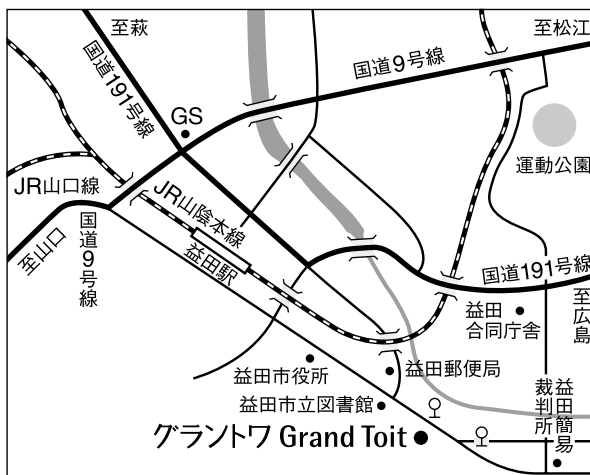 至萩
至松江
国道191号線
国道9号線
GS
運動公園
JR山口線
JR山陰本線
至山口
国道9号線
益田駅
国道191号線
至広島
益田
合同庁舎
益田市役所
益田郵便局
益田市立図書館
益田簡易
裁判所
グラントワ Grand Toit